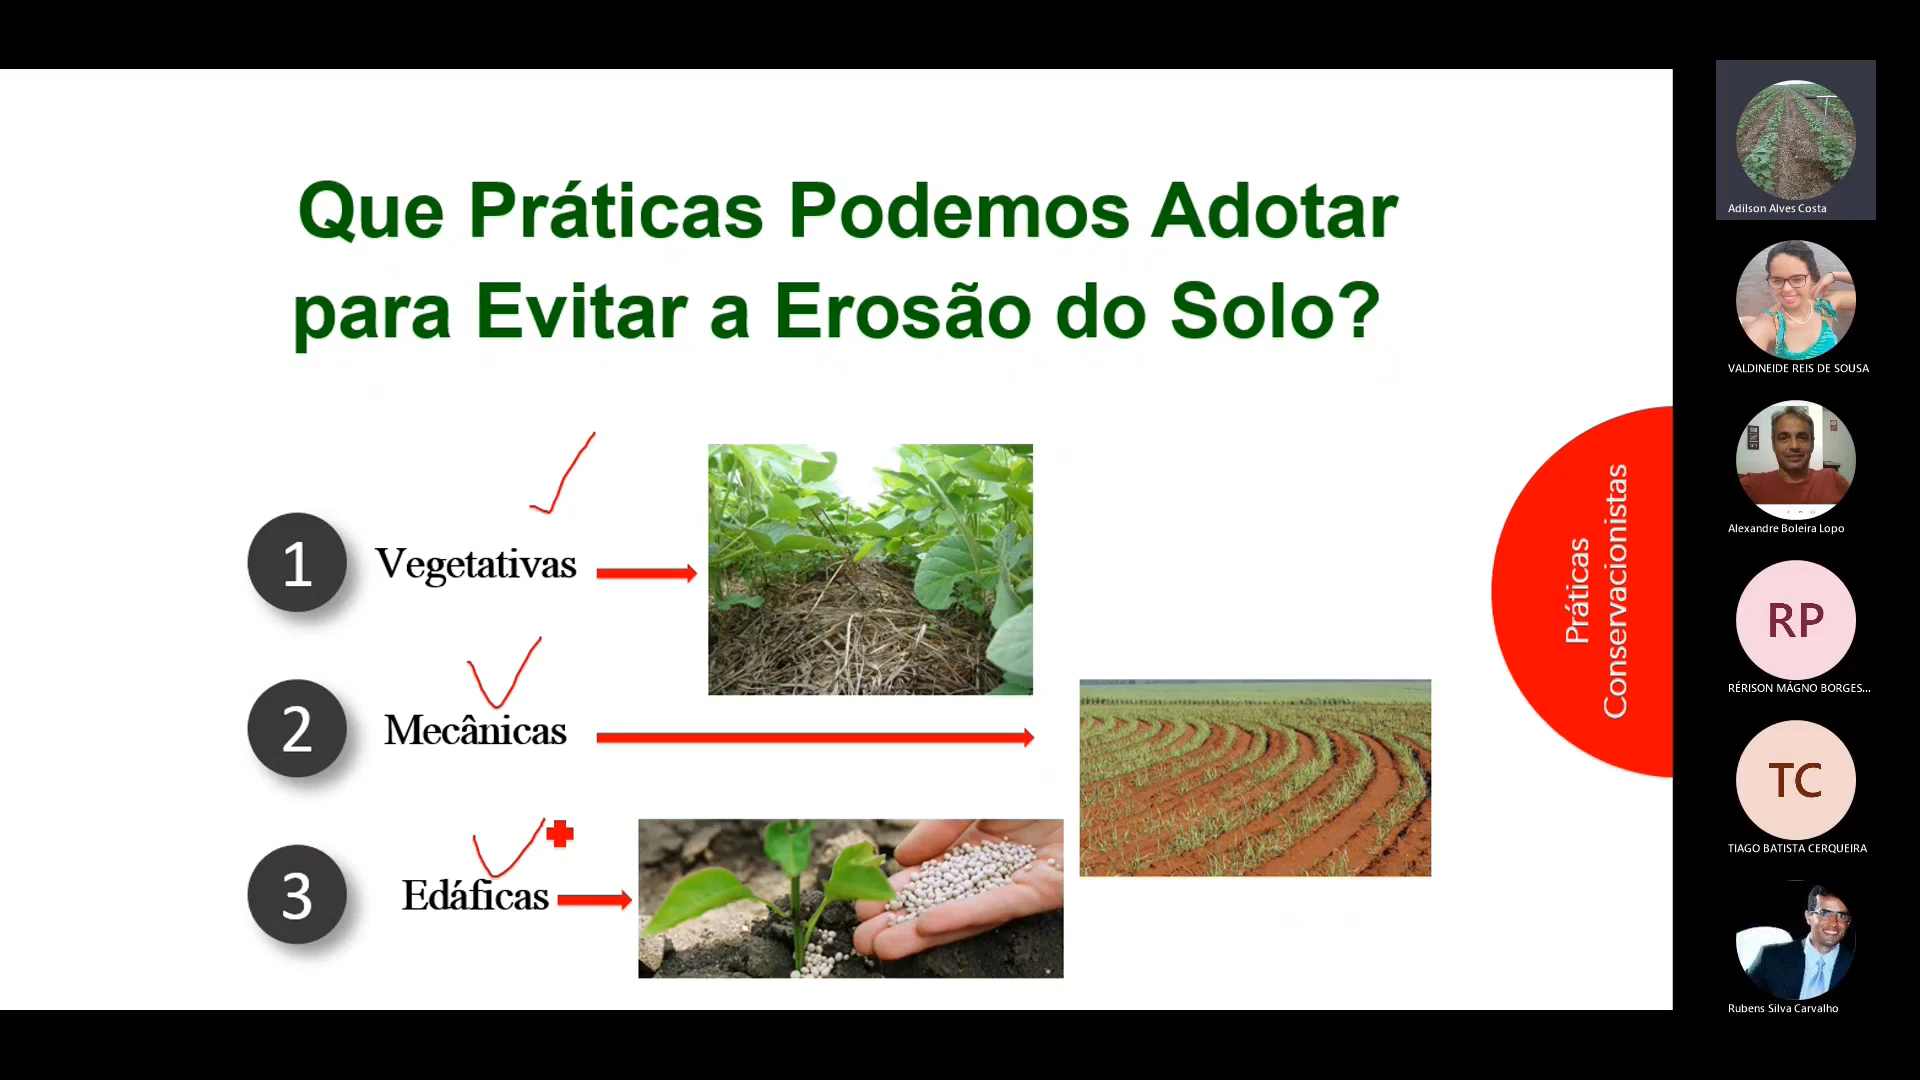 Que Práticas Podemos Adotar
para Evitar a Erosão do Solo?
1 Vegetativas
2 Mecânicas
3 Edáficas
Práticas
Conservacionistas
Adilson Alves Costa
VALDINEIDE REIS DE SOUSA
Alexandre Boleira Lopo
RP
RÉRISON MÁGNO BORGES...
TC
TIAGO BATISTA CERQUEIRA
Rubens Silva Carvalho